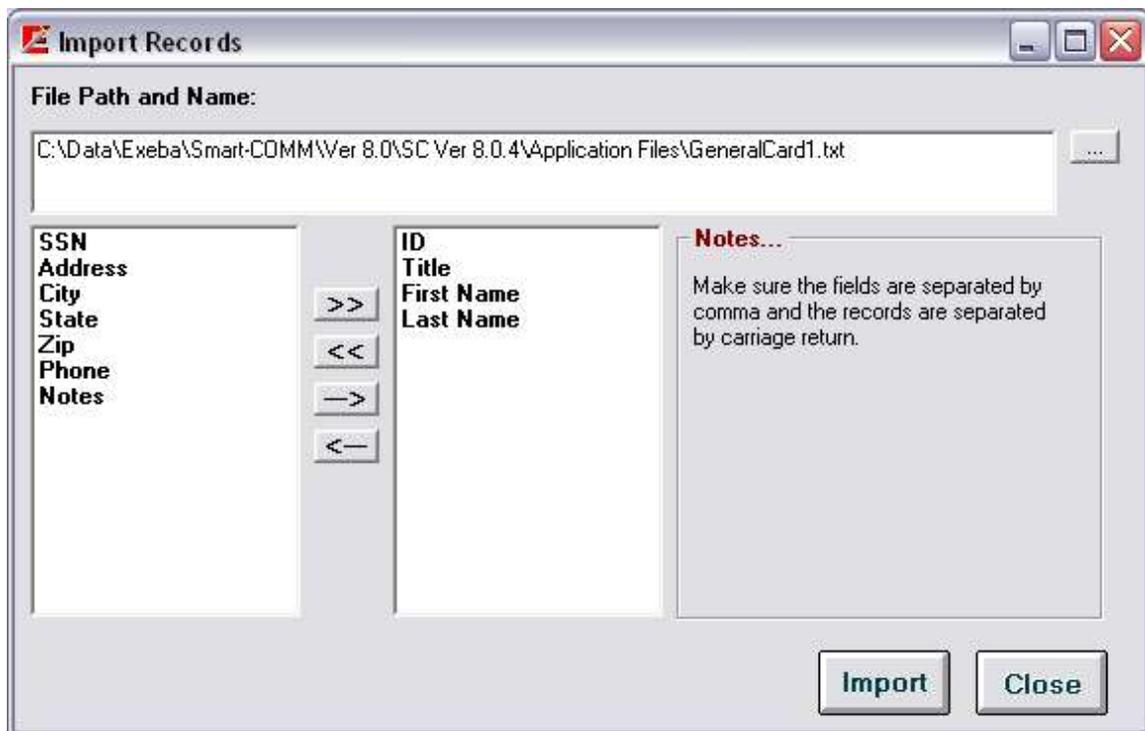 Import Records
File Path and Name:
C:\Data\Exeba\Smart-COMM\Ver 8.0\SC Ver 8.0.4\Application Files\GeneralCard1.txt
...
SSN
Address
City
State
Zip
Phone
Notes
>>
<<
—>
<—
ID
Title
First Name
Last Name
Notes...
Make sure the fields are separated by
comma and the records are separated
by carriage return.
Import
Close